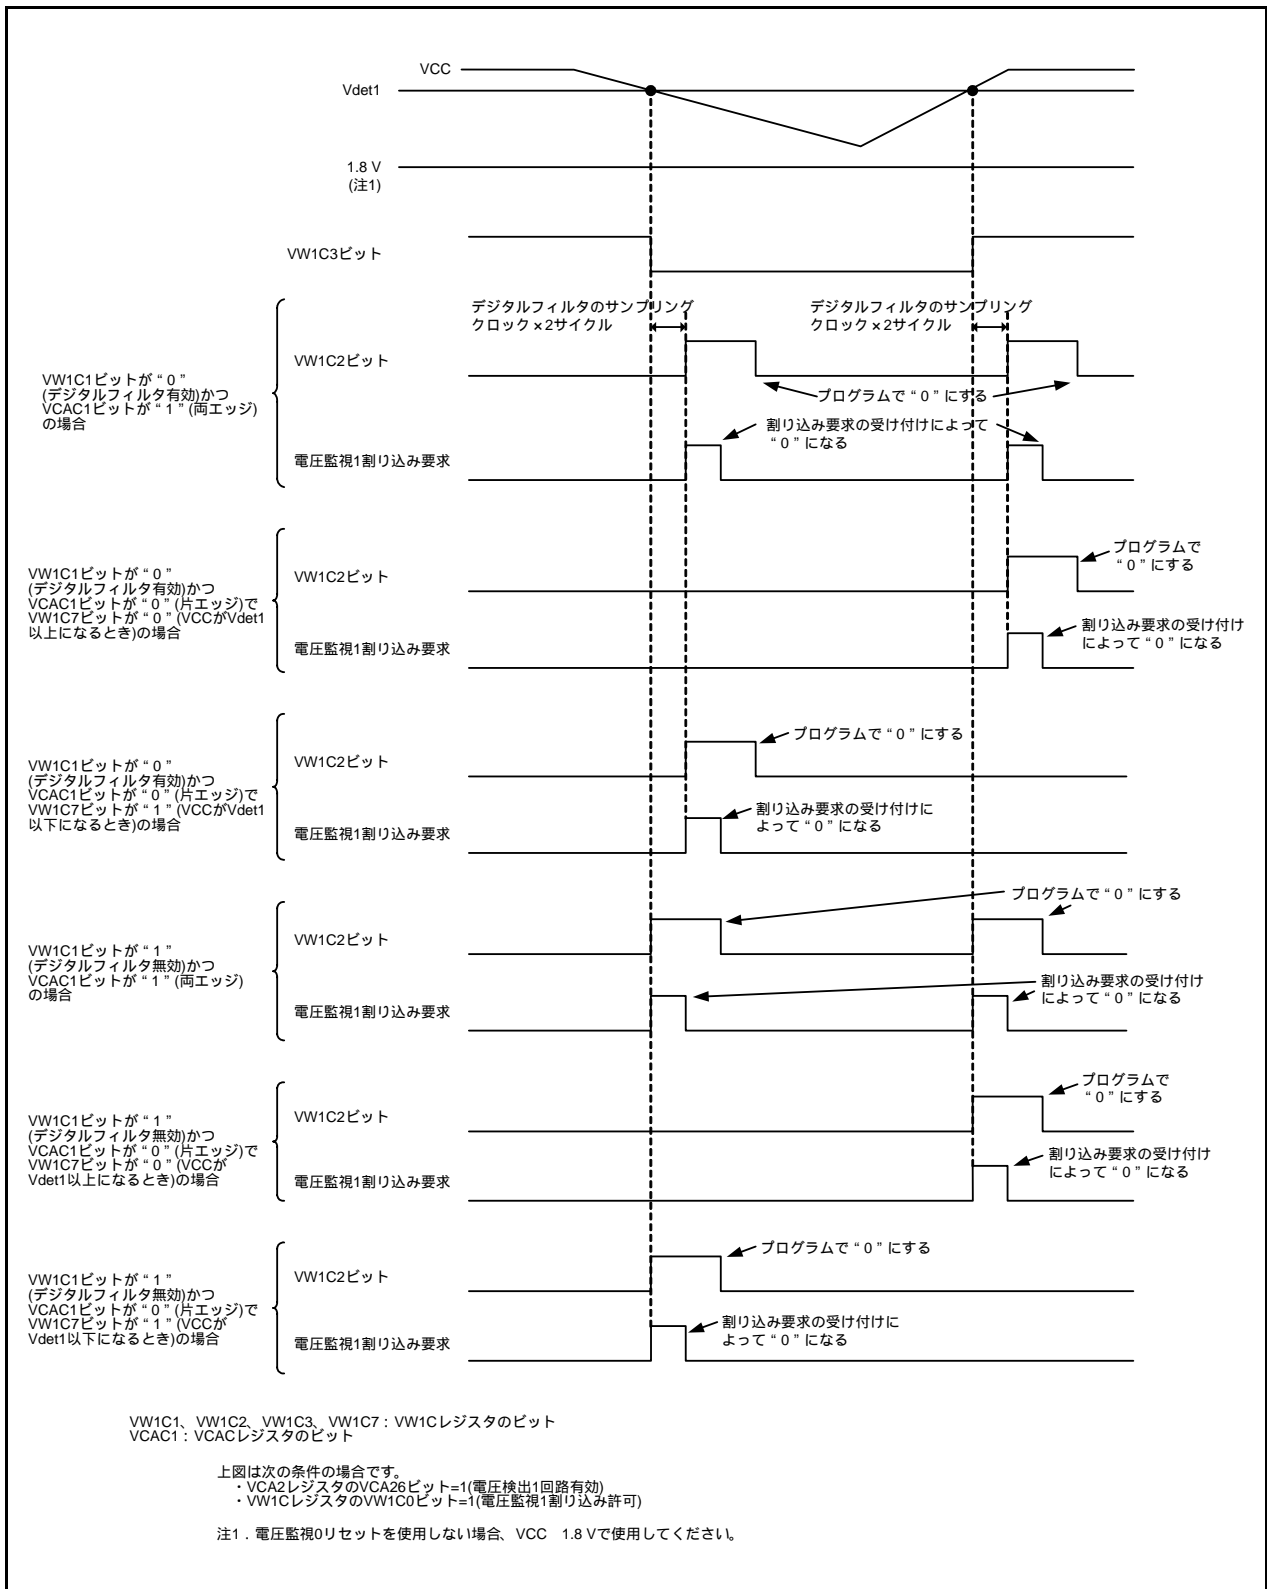 VCC
Vdet1
1.8 V
(注1)
VW1C3ビット
デジタルフィルタのサンプリング
クロック×2サイクル
デジタルフィルタのサンプリング
クロック×2サイクル
VW1C1ビットが“0”
(デジタルフィルタ有効)かつ
VCAC1ビットが“1”(両エッジ)
の場合
VW1C2ビット
プログラムで“0”にする
割り込み要求の受け付けによって
“0”になる
電圧監視1割り込み要求
VW1C1ビットが“0”
(デジタルフィルタ有効)かつ
VCAC1ビットが“0”(片エッジ)で
VW1C7ビットが“0”(VCCがVdet1
以上になるとき)の場合
VW1C2ビット
プログラムで
“0”にする
電圧監視1割り込み要求
割り込み要求の受け付け
によって“0”になる
VW1C1ビットが“0”
(デジタルフィルタ有効)かつ
VCAC1ビットが“0”(片エッジ)で
VW1C7ビットが“1”(VCCがVdet1
以下になるとき)の場合
VW1C2ビット
プログラムで“0”にする
電圧監視1割り込み要求
割り込み要求の受け付けに
よって“0”になる
VW1C1ビットが“1”
(デジタルフィルタ無効)かつ
VCAC1ビットが“1”(両エッジ)
の場合
VW1C2ビット
プログラムで“0”にする
電圧監視1割り込み要求
割り込み要求の受け付け
によって“0”になる
VW1C1ビットが“1”
(デジタルフィルタ無効)かつ
VCAC1ビットが“0”(片エッジ)で
VW1C7ビットが“0”(VCCが
Vdet1以上になるとき)の場合
VW1C2ビット
プログラムで
“0”にする
電圧監視1割り込み要求
割り込み要求の受け付け
によって“0”になる
VW1C1ビットが“1”
(デジタルフィルタ無効)かつ
VCAC1ビットが“0”(片エッジ)で
VW1C7ビットが“1”(VCCが
Vdet1以下になるとき)の場合
VW1C2ビット
プログラムで“0”にする
電圧監視1割り込み要求
割り込み要求の受け付けに
よって“0”になる
VW1C1、VW1C2、VW1C3、VW1C7:VW1Cレジスタのビット
VCAC1:VCACレジスタのビット
上図は次の条件の場合です。
・VCA2レジスタのVCA26ビット=1(電圧検出1回路有効)
・VW1CレジスタのVW1C0ビット=1(電圧監視1割り込み許可)
注1.電圧監視0リセットを使用しない場合、VCC 1.8 Vで使用してください。